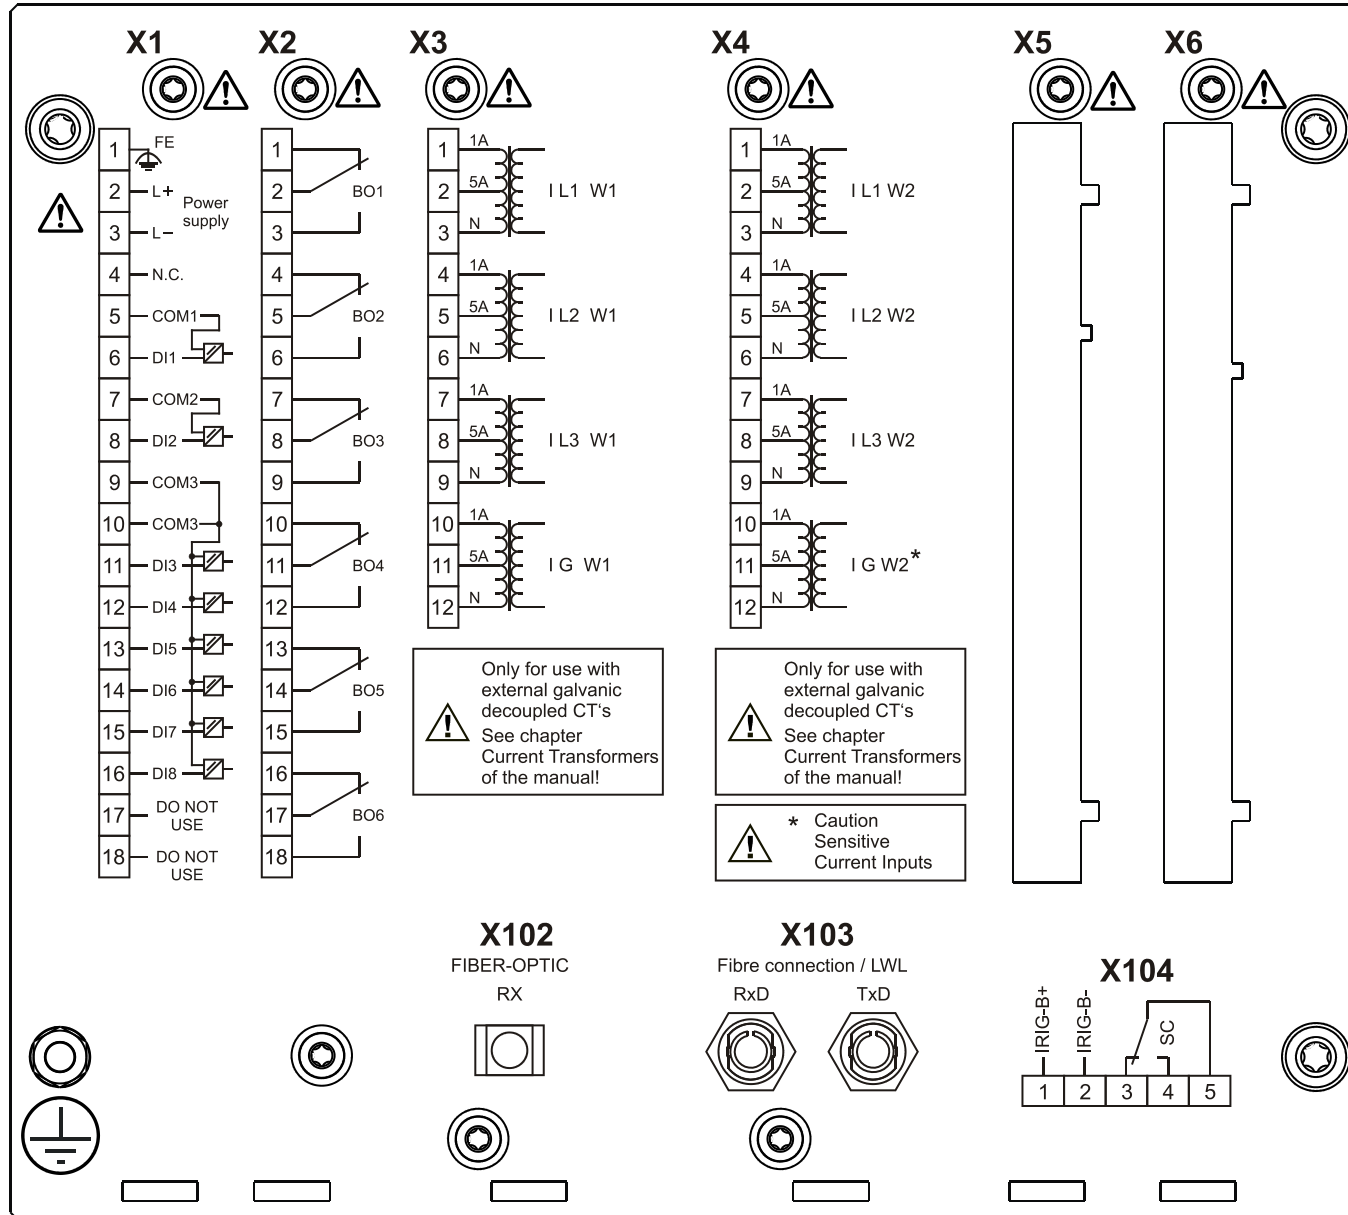 X1
X2
X3
X4
X5
X6
1 FE
2 L+
Power
supply
3 L–
4 N.C.
5 COM1
6 DI1
7 COM2
8 DI2
9 COM3
10 COM3
11 DI3
12 DI4
13 DI5
14 DI6
15 DI7
16 DI8
17 DO NOT
USE
18 DO NOT
USE
1
2 BO1
3
4
5 BO2
6
7
8 BO3
9
10
11 BO4
12
13
14 BO5
15
16
17 BO6
18
1 1A
2 5A I L1 W1
3 N
4 1A
5 5A I L2 W1
6 N
7 1A
8 5A I L3 W1
9 N
10 1A
11 5A I G W1
12 N
Only for use with
external galvanic
decoupled CT‘s
See chapter
Current Transformers
of the manual!
1 1A
2 5A I L1 W2
3 N
4 1A
5 5A I L2 W2
6 N
7 1A
8 5A I L3 W2
9 N
10 1A
11 5A I G W2*
12 N
Only for use with
external galvanic
decoupled CT‘s
See chapter
Current Transformers
of the manual!
* Caution
Sensitive
Current Inputs
X102
FIBER-OPTIC
RX
X103
Fibre connection / LWL
RxD TxD
X104
IRIG-B+
IRIG-B-
SC
1 2 3 4 5